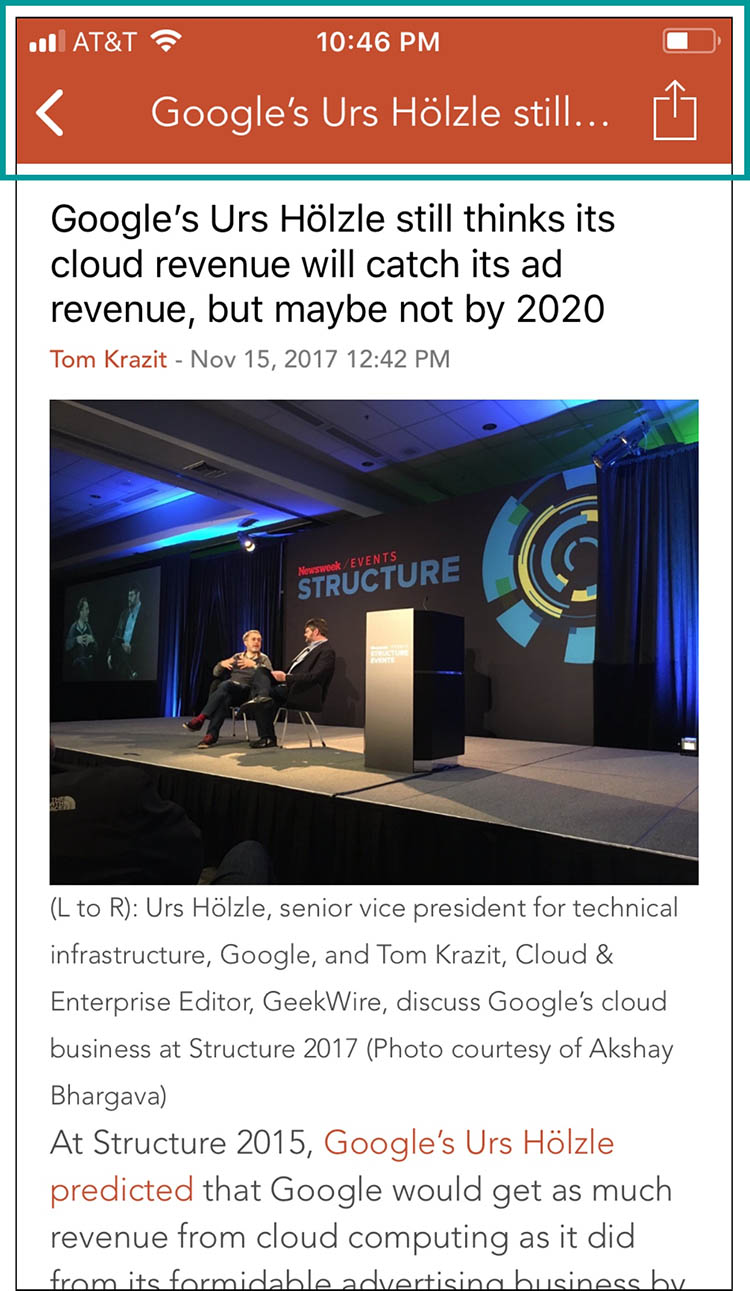 AT&T 10:46 PM
Google’s Urs Hölzle still...
Google’s Urs Hölzle still thinks its
cloud revenue will catch its ad
revenue, but maybe not by 2020
Tom Krazit - Nov 15, 2017 12:42 PM
Newsweek / EVENTS
STRUCTURE
STRUCTURE
EVENTS
(L to R): Urs Hölzle, senior vice president for technical
infrastructure, Google, and Tom Krazit, Cloud &
Enterprise Editor, GeekWire, discuss Google’s cloud
business at Structure 2017 (Photo courtesy of Akshay
Bhargava)
At Structure 2015, Google’s Urs Hölzle
predicted that Google would get as much
revenue from cloud computing as it did
from its formidable advertising business by